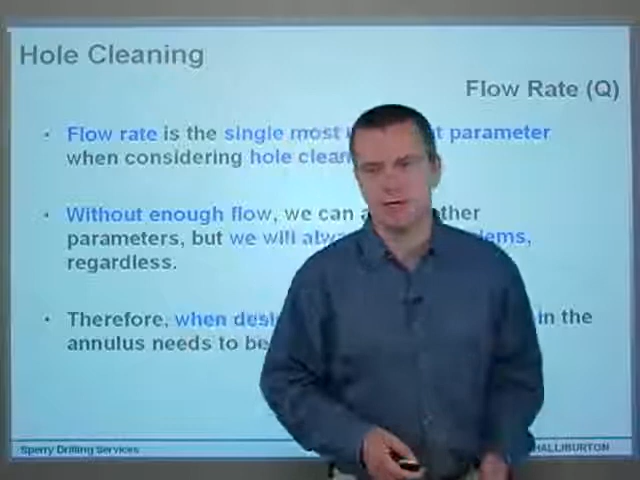 Hole Cleaning
Flow Rate (Q)
· Flow rate is the single most t parameter
when considering hole clean
· Without enough flow, we can a ther
parameters, but we will alwa ems,
regardless.
· Therefore, when desi in the
annulus needs to be
Sperry Drilling Services
HALLIBURTON